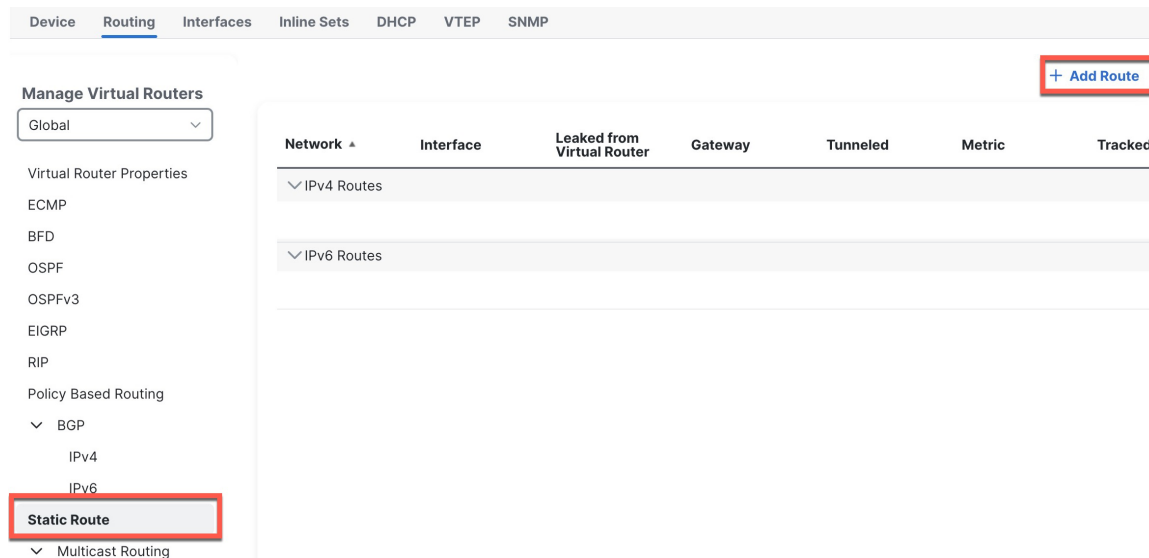 Device Routing Interfaces Inline Sets DHCP VTEP SNMP
+ Add Route
Manage Virtual Routers
Global
Network Interface Leaked from Virtual Router Gateway Tunneled Metric Tracked
IPv4 Routes
IPv6 Routes
Virtual Router Properties
ECMP
BFD
OSPF
OSPFv3
EIGRP
RIP
Policy Based Routing
BGP
IPv4
IPv6
Static Route
Multicast Routing